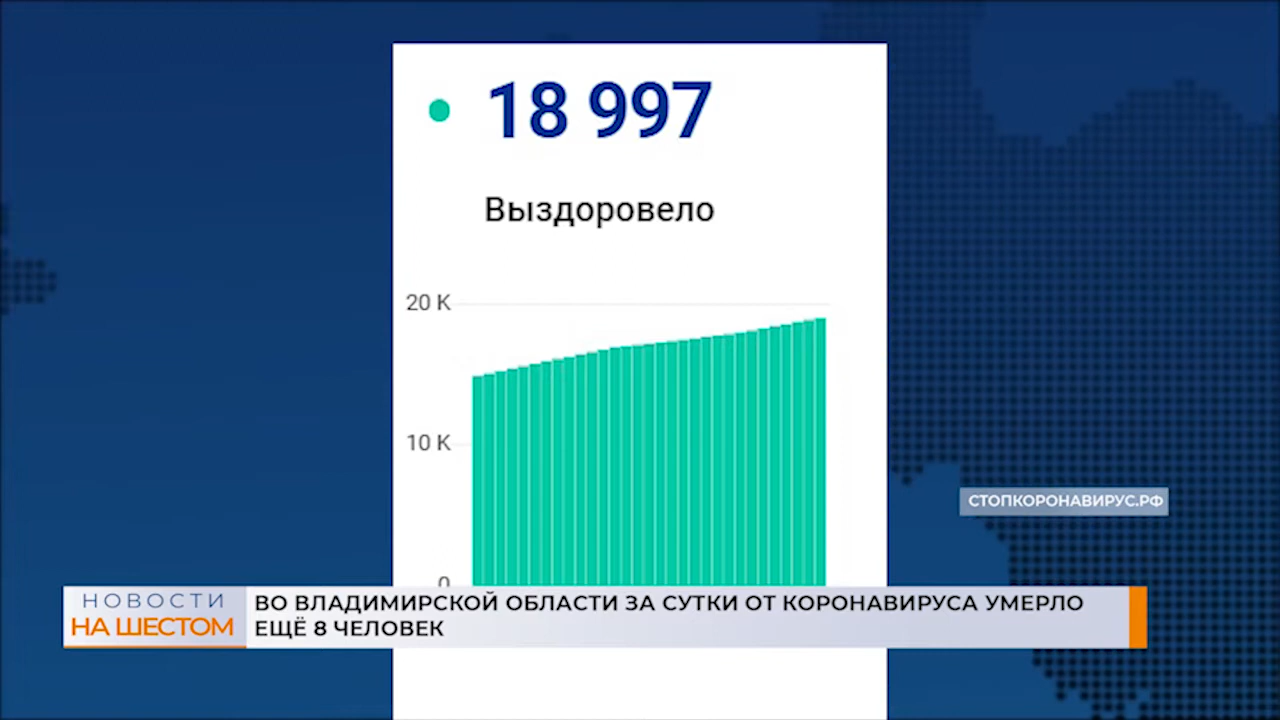 18 997
Выздоровело
20 K
10 K
0
СТОПКОРОНАВИРУС.РФ
НОВОСТИ
НА ШЕСТОМ
ВО ВЛАДИМИРСКОЙ ОБЛАСТИ ЗА СУТКИ ОТ КОРОНАВИРУСА УМЕРЛО
ЕЩЁ 8 ЧЕЛОВЕК